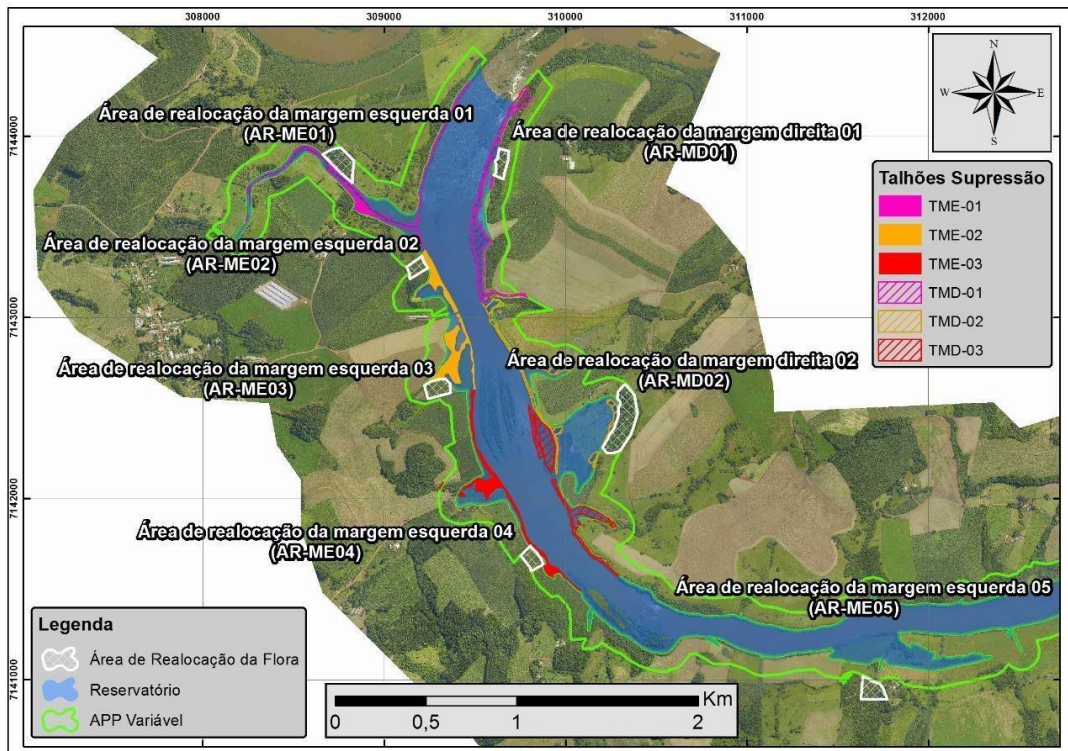 308000 309000 310000 311000 312000
N
W E
S
7144000
7143000
7142000
7141000
7144000
7143000
7142000
7141000
Área de realocação da margem esquerda 01
(AR-ME01)
Área de realocação da margem direita 01
(AR-MD01)
Área de realocação da margem esquerda 02
(AR-ME02)
Área de realocação da margem esquerda 03
(AR-ME03)
Área de realocação da margem direita 02
(AR-MD02)
Área de realocação da margem esquerda 04
(AR-ME04)
Área de realocação da margem esquerda 05
(AR-ME05)
Talhões Supressão
TME-01
TME-02
TME-03
TMD-01
TMD-02
TMD-03
Legenda
Área de Realocação da Flora
Reservatório
APP Variável
Km
0 0,5 1 2